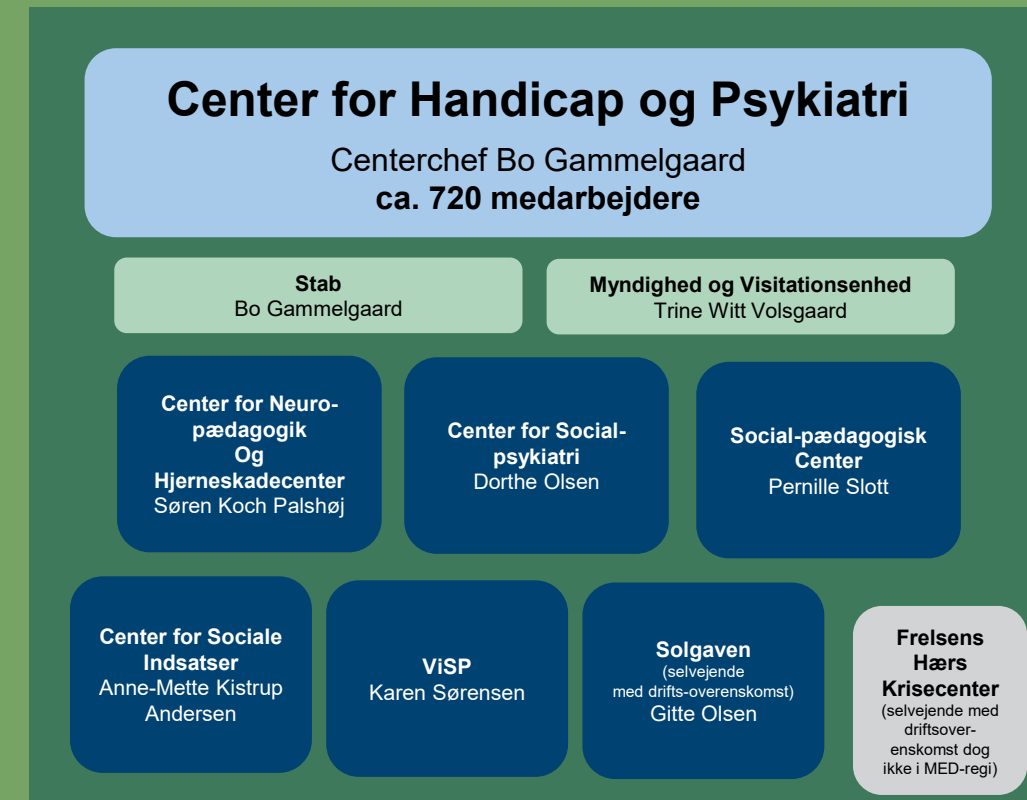 Center for Handicap og Psykiatri
Centerchef Bo Gammelgaard
ca. 720 medarbejdere
Stab
Bo Gammelgaard
Myndighed og Visitationsenhed
Trine Witt Volsgaard
Center for Neuro-
pædagogik
Og
Hjerneskadecenter
Søren Koch Palshøj
Center for Social-
psykiatri
Dorthe Olsen
Social-pædagogisk
Center
Pernille Slott
Center for Sociale
Indsatser
Anne-Mette Kistrup
Andersen
ViSP
Karen Sørensen
Solgaven
(selvejende
med drifts-overenskomst)
Gitte Olsen
Frelsens
Hærs
Krisecenter
(selvejende med
driftsover-
enskomst dog
ikke i MED-regi)